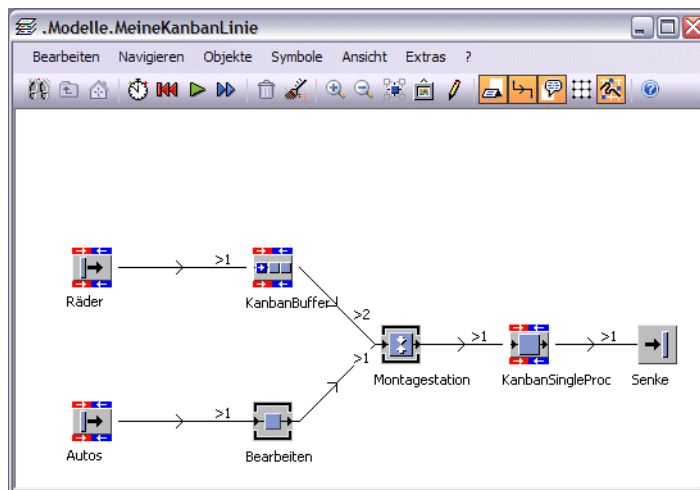 .Modelle.MeineKanbanLinie
Bearbeiten Navigieren Objekte Symbole Ansicht Extras ?
>1
Räder
KanbanBuffer
>2
>1
>1
>1
Montagestation
KanbanSingleProc
Senke
>1
Autos
Bearbeiten